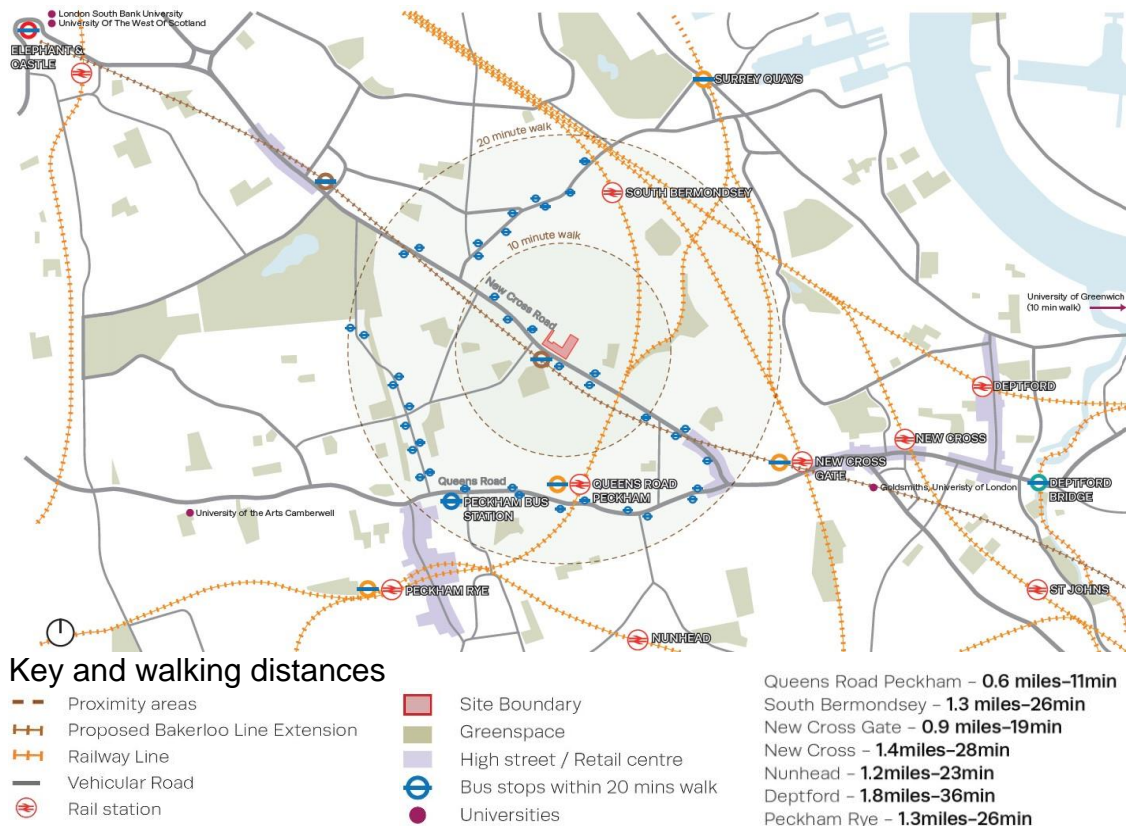 London South Bank University
University Of The West Of Scotland
ELEPHANT &
CASTLE
SURREY QUAYS
20 minute walk
SOUTH BERMONDSEY
10 minute walk
New Cross Road
University of Greenwich
(10 min walk)
DEPTFORD
NEW CROSS
NEW CROSS
GATE
Queens Road
QUEENS ROAD
PECKHAM
PECKHAM BUS
STATION
Goldsmiths, Univeristy of London
DEPTFORD
BRIDGE
University of the Arts Camberwell
PECKHAM RYE
ST JOHNS
NUNHEAD
Key and walking distances
Proximity areas
Proposed Bakerloo Line Extension
Railway Line
Vehicular Road
Rail station
Site Boundary
Greenspace
High street / Retail centre
Bus stops within 20 mins walk
Universities
Queens Road Peckham – 0.6 miles–11min
South Bermondsey – 1.3 miles–26min
New Cross Gate – 0.9 miles–19min
New Cross – 1.4miles–28min
Nunhead – 1.2miles–23min
Deptford – 1.8miles–36min
Peckham Rye – 1.3miles–26min